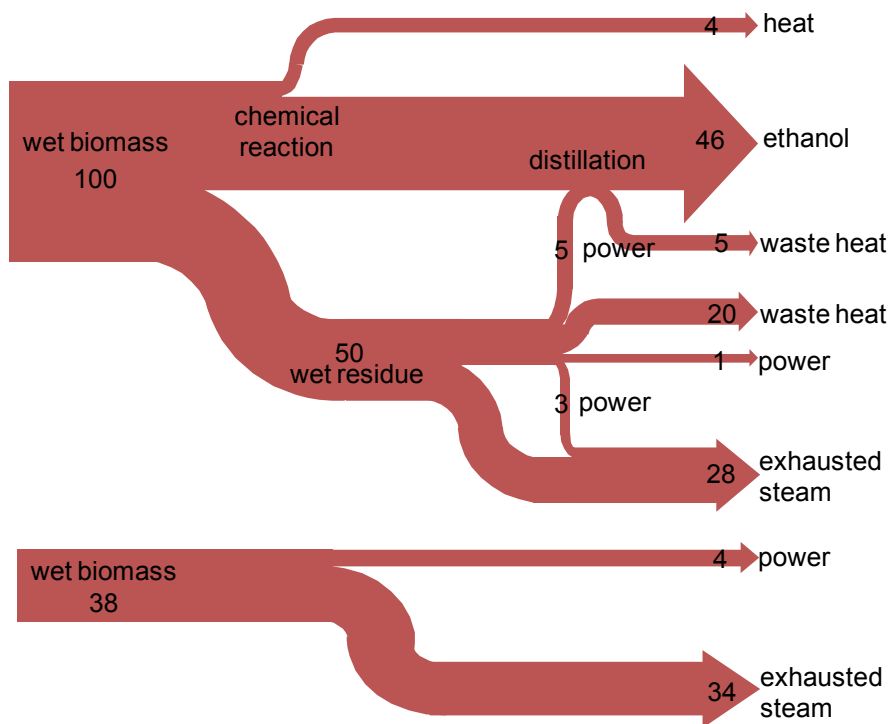 4 heat
wet biomass
100
chemical
reaction
distillation
46 ethanol
5 power
5 waste heat
20 waste heat
50
wet residue
1 power
3 power
28 exhausted
steam
wet biomass
38
4 power
34 exhausted
steam